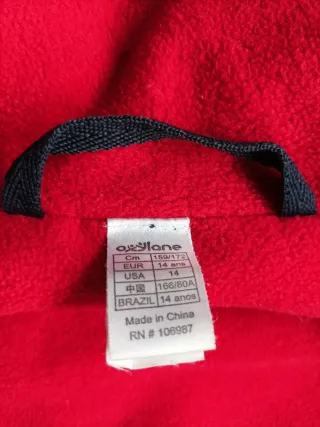 oxylane
Cm 159/172
EUR 14 ans
USA 14
中国 166/80A
BRAZIL 14 anos
Made in China
RN # 106987